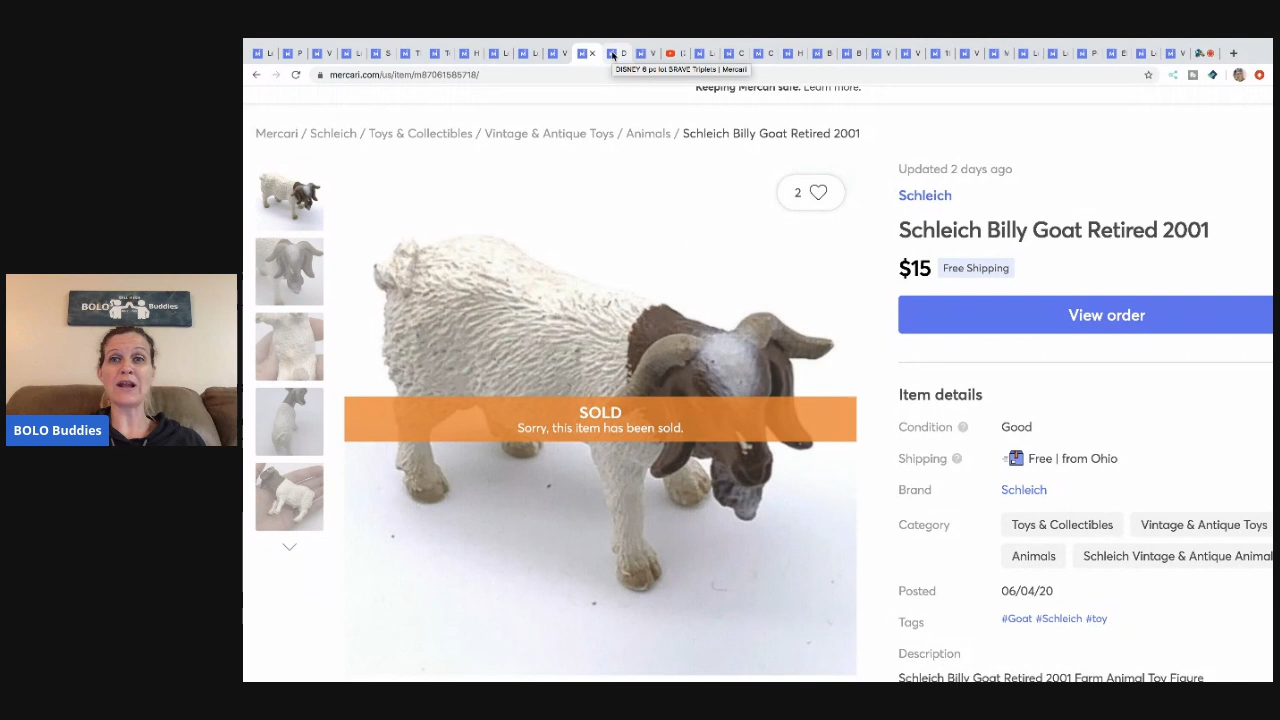 DISNEY 6 pc lot BRAVE Triplets | Mercari
mercari.com/us/item/m87061585718/
Keeping Mercari safe. Learn more.
Mercari / Schleich / Toys & Collectibles / Vintage & Antique Toys / Animals / Schleich Billy Goat Retired 2001
2
Updated 2 days ago
Schleich
Schleich Billy Goat Retired 2001
$15 Free Shipping
View order
SOLD
Sorry, this item has been sold.
Item details
Condition Good
Shipping Free | from Ohio
Brand Schleich
Category Toys & Collectibles Vintage & Antique Toys
Animals Schleich Vintage & Antique Animal
Posted 06/04/20
Tags #Goat #Schleich #toy
Description
Schleich Billy Goat Retired 2001 Farm Animal Toy Figure
BOLO Buddies
BOLO Buddies